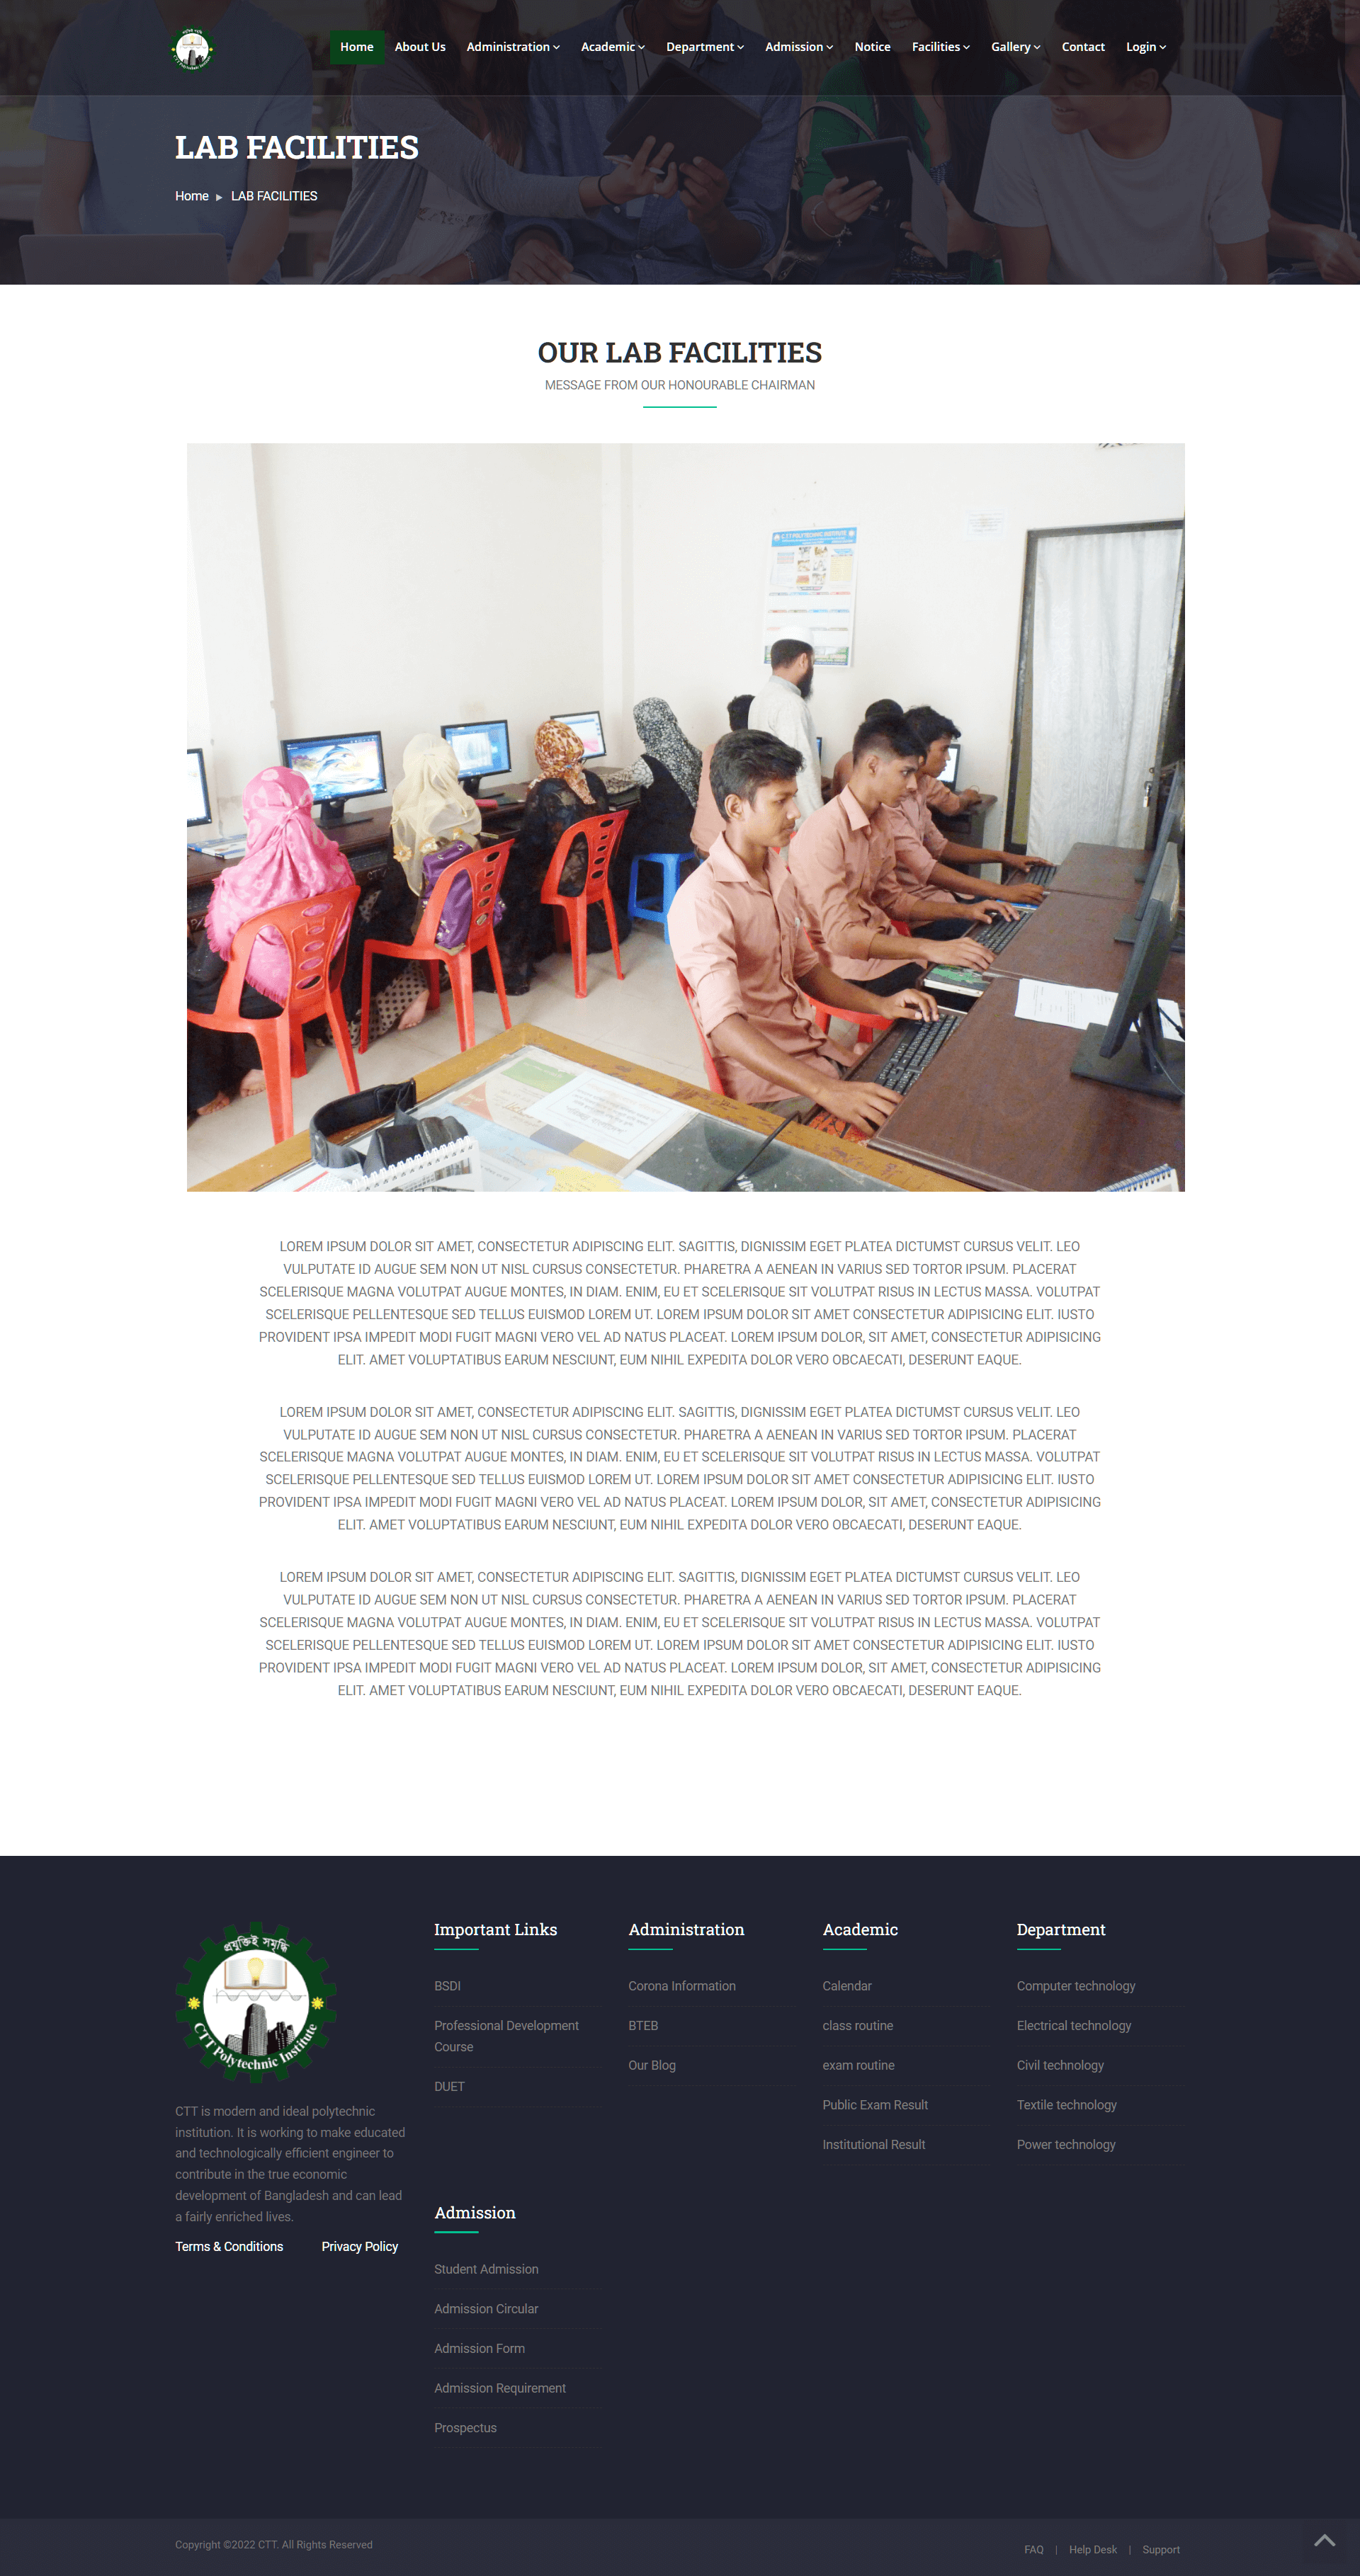 Home About Us Administration Academic Department Admission Notice Facilities Gallery Contact Login
LAB FACILITIES
Home ▸ LAB FACILITIES
OUR LAB FACILITIES
MESSAGE FROM OUR HONOURABLE CHAIRMAN
C.T.T POLYTECHNIC INSTITUTE
LOREM IPSUM DOLOR SIT AMET, CONSECTETUR ADIPISCING ELIT. SAGITTIS, DIGNISSIM EGET PLATEA DICTUMST CURSUS VELIT. LEO
VULPUTATE ID AUGUE SEM NON UT NISL CURSUS CONSECTETUR. PHARETRA A AENEAN IN VARIUS SED TORTOR IPSUM. PLACERAT
SCELERISQUE MAGNA VOLUTPAT AUGUE MONTES, IN DIAM. ENIM, EU ET SCELERISQUE SIT VOLUTPAT RISUS IN LECTUS MASSA. VOLUTPAT
SCELERISQUE PELLENTESQUE SED TELLUS EUISMOD LOREM UT. LOREM IPSUM DOLOR SIT AMET CONSECTETUR ADIPISICING ELIT. IUSTO
PROVIDENT IPSA IMPEDIT MODI FUGIT MAGNI VERO VEL AD NATUS PLACEAT. LOREM IPSUM DOLOR, SIT AMET, CONSECTETUR ADIPISICING
ELIT. AMET VOLUPTATIBUS EARUM NESCIUNT, EUM NIHIL EXPEDITA DOLOR VERO OBCAECATI, DESERUNT EAQUE.
LOREM IPSUM DOLOR SIT AMET, CONSECTETUR ADIPISCING ELIT. SAGITTIS, DIGNISSIM EGET PLATEA DICTUMST CURSUS VELIT. LEO
VULPUTATE ID AUGUE SEM NON UT NISL CURSUS CONSECTETUR. PHARETRA A AENEAN IN VARIUS SED TORTOR IPSUM. PLACERAT
SCELERISQUE MAGNA VOLUTPAT AUGUE MONTES, IN DIAM. ENIM, EU ET SCELERISQUE SIT VOLUTPAT RISUS IN LECTUS MASSA. VOLUTPAT
SCELERISQUE PELLENTESQUE SED TELLUS EUISMOD LOREM UT. LOREM IPSUM DOLOR SIT AMET CONSECTETUR ADIPISICING ELIT. IUSTO
PROVIDENT IPSA IMPEDIT MODI FUGIT MAGNI VERO VEL AD NATUS PLACEAT. LOREM IPSUM DOLOR, SIT AMET, CONSECTETUR ADIPISICING
ELIT. AMET VOLUPTATIBUS EARUM NESCIUNT, EUM NIHIL EXPEDITA DOLOR VERO OBCAECATI, DESERUNT EAQUE.
LOREM IPSUM DOLOR SIT AMET, CONSECTETUR ADIPISCING ELIT. SAGITTIS, DIGNISSIM EGET PLATEA DICTUMST CURSUS VELIT. LEO
VULPUTATE ID AUGUE SEM NON UT NISL CURSUS CONSECTETUR. PHARETRA A AENEAN IN VARIUS SED TORTOR IPSUM. PLACERAT
SCELERISQUE MAGNA VOLUTPAT AUGUE MONTES, IN DIAM. ENIM, EU ET SCELERISQUE SIT VOLUTPAT RISUS IN LECTUS MASSA. VOLUTPAT
SCELERISQUE PELLENTESQUE SED TELLUS EUISMOD LOREM UT. LOREM IPSUM DOLOR SIT AMET CONSECTETUR ADIPISICING ELIT. IUSTO
PROVIDENT IPSA IMPEDIT MODI FUGIT MAGNI VERO VEL AD NATUS PLACEAT. LOREM IPSUM DOLOR, SIT AMET, CONSECTETUR ADIPISICING
ELIT. AMET VOLUPTATIBUS EARUM NESCIUNT, EUM NIHIL EXPEDITA DOLOR VERO OBCAECATI, DESERUNT EAQUE.
প্রযুক্তিই সমৃদ্ধি
CTT Polytechnic Institute
CTT is modern and ideal polytechnic
institution. It is working to make educated
and technologically efficient engineer to
contribute in the true economic
development of Bangladesh and can lead
a fairly enriched lives.
Terms & Conditions Privacy Policy
Important Links
BSDI
Professional Development
Course
DUET
Administration
Corona Information
BTEB
Our Blog
Academic
Calendar
class routine
exam routine
Public Exam Result
Institutional Result
Department
Computer technology
Electrical technology
Civil technology
Textile technology
Power technology
Admission
Student Admission
Admission Circular
Admission Form
Admission Requirement
Prospectus
Copyright ©2022 CTT. All Rights Reserved
FAQ | Help Desk | Support